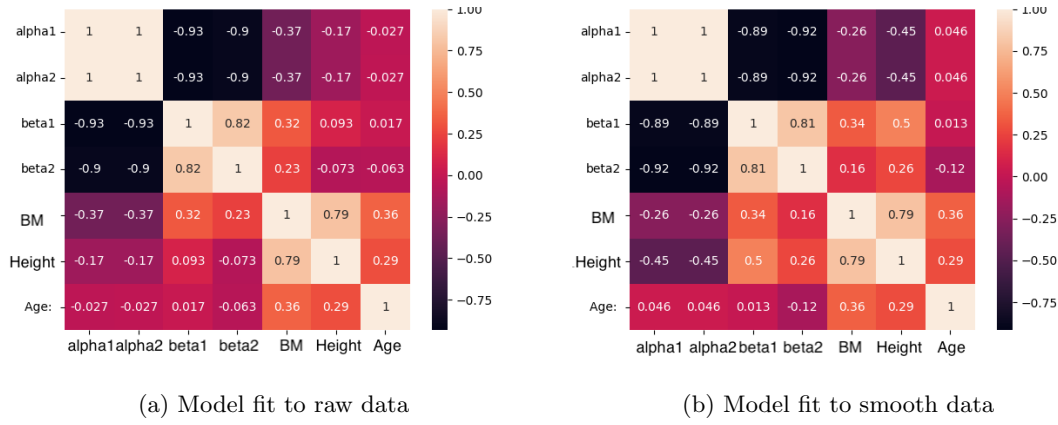 alpha1 1 1 -0.93 -0.9 -0.37 -0.17 -0.027
alpha2 1 1 -0.93 -0.9 -0.37 -0.17 -0.027
beta1 -0.93 -0.93 1 0.82 0.32 0.093 0.017
beta2 -0.9 -0.9 0.82 1 0.23 -0.073 -0.063
BM -0.37 -0.37 0.32 0.23 1 0.79 0.36
Height -0.17 -0.17 0.093 -0.073 0.79 1 0.29
Age: -0.027 -0.027 0.017 -0.063 0.36 0.29 1
alpha1 alpha2 beta1 beta2 BM Height Age
1.00
0.75
0.50
0.25
0.00
−0.25
−0.50
−0.75
(a) Model fit to raw data
alpha1 1 1 -0.89 -0.92 -0.26 -0.45 0.046
alpha2 1 1 -0.89 -0.92 -0.26 -0.45 0.046
beta1 -0.89 -0.89 1 0.81 0.34 0.5 0.013
beta2 -0.92 -0.92 0.81 1 0.16 0.26 -0.12
BM -0.26 -0.26 0.34 0.16 1 0.79 0.36
.Height -0.45 -0.45 0.5 0.26 0.79 1 0.29
Age: 0.046 0.046 0.013 -0.12 0.36 0.29 1
alpha1 alpha2 beta1 beta2 BM Height Age
1.00
0.75
0.50
0.25
0.00
−0.25
−0.50
−0.75
(b) Model fit to smooth data